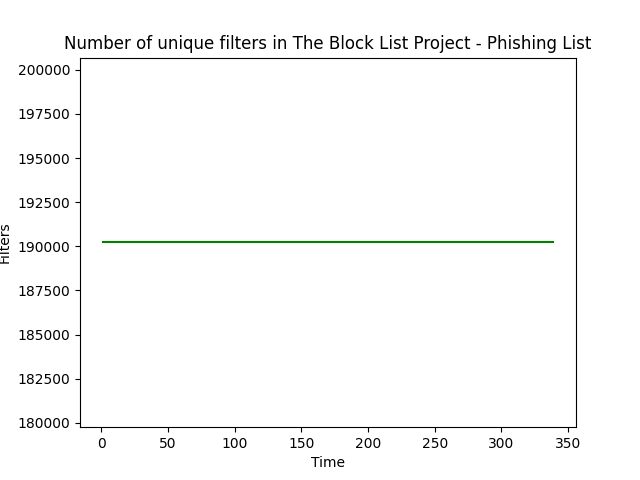 Number of unique filters in The Block List Project - Phishing List
200000
197500
195000
192500
190000
187500
185000
182500
180000
Filters
0 50 100 150 200 250 300 350
Time